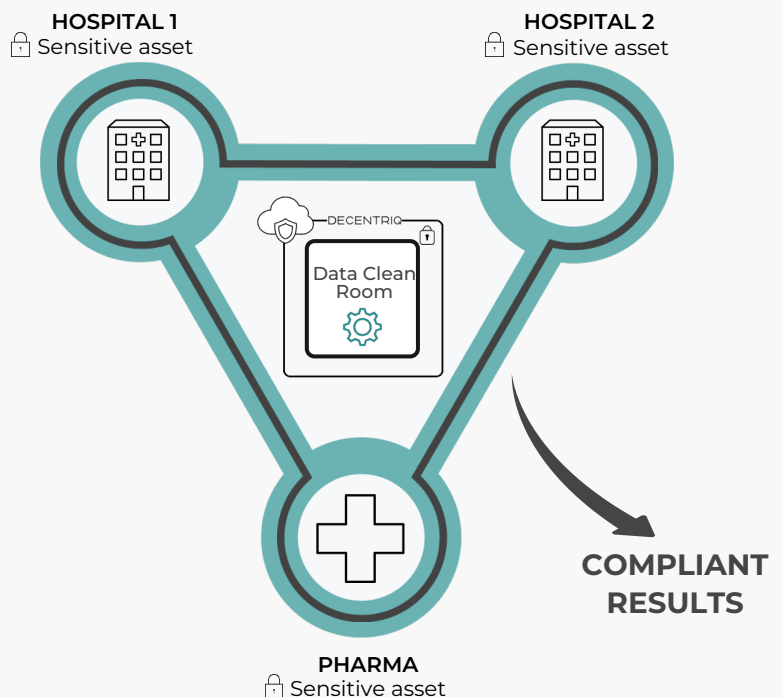 HOSPITAL 1
Sensitive asset
HOSPITAL 2
Sensitive asset
DECENTRIQ
Data Clean
Room
COMPLIANT
RESULTS
PHARMA
Sensitive asset